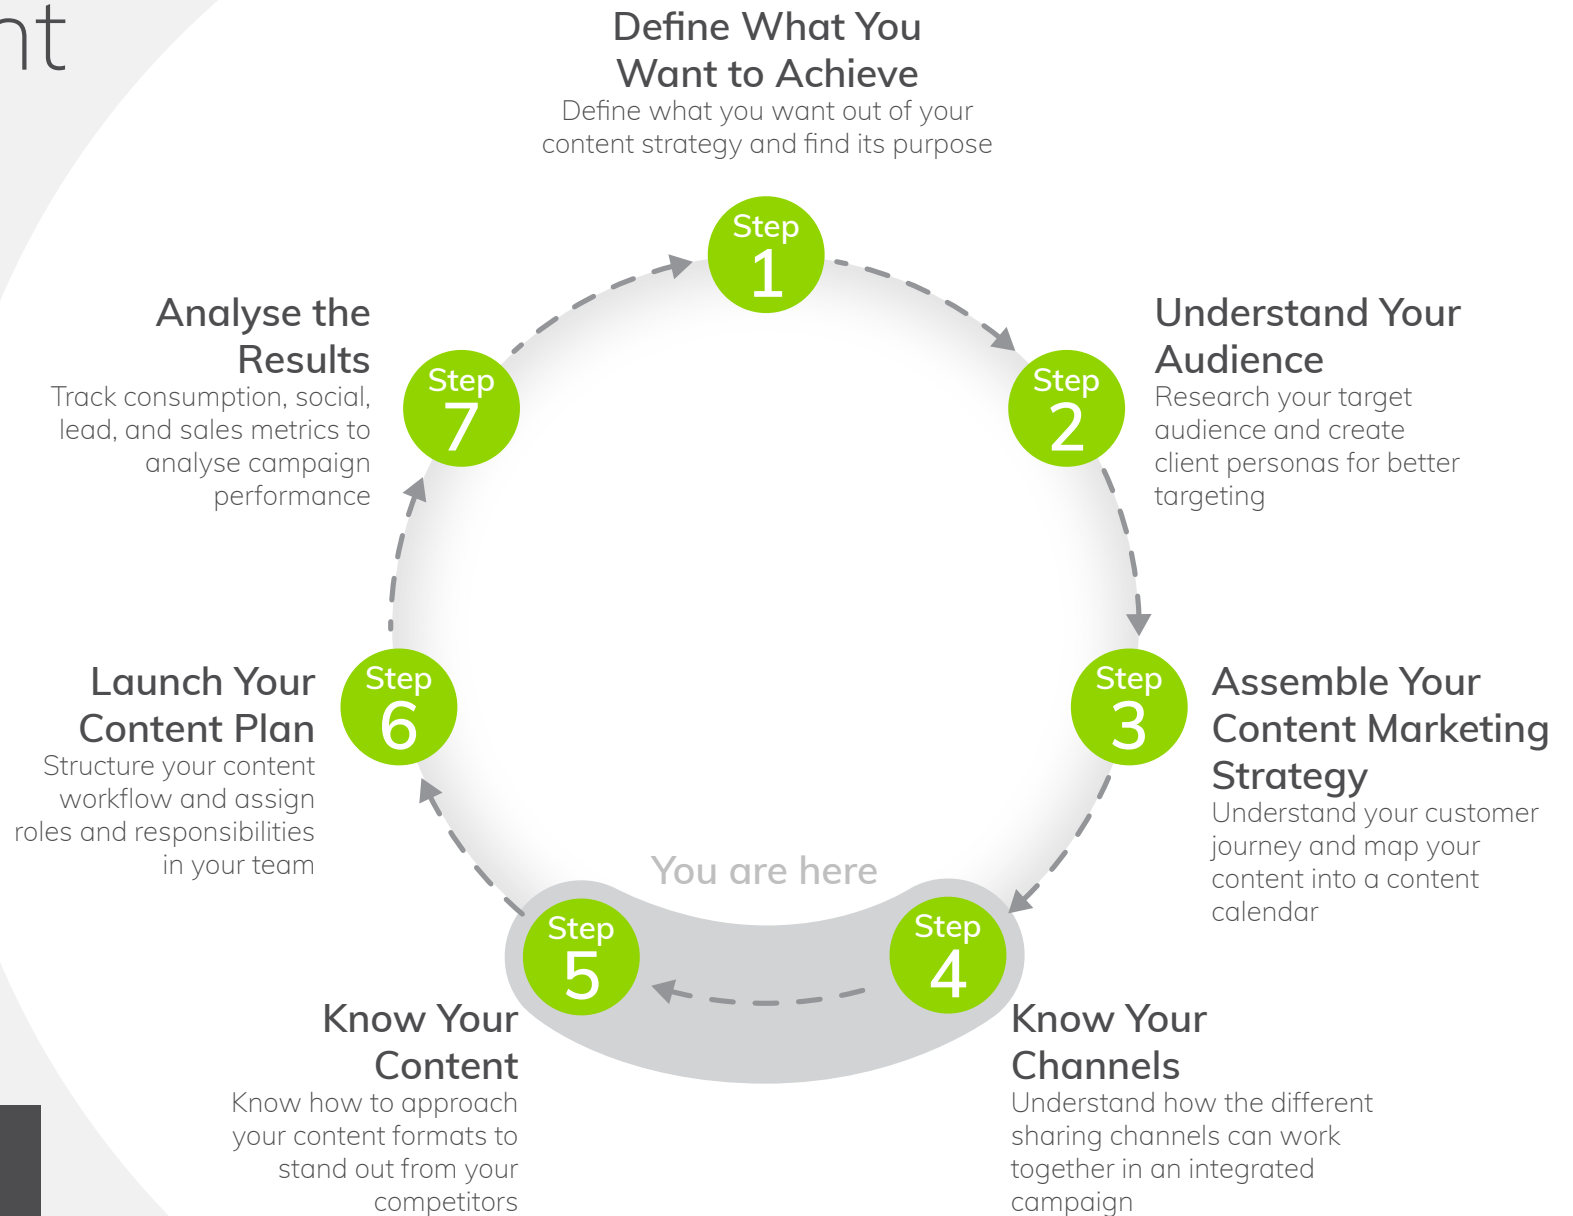 Define What You
Want to Achieve
Define what you want out of your
content strategy and find its purpose
Step
1
Understand Your
Audience
Research your target
audience and create
client personas for better
targeting
Step
2
Assemble Your
Content Marketing
Strategy
Understand your customer
journey and map your
content into a content
calendar
Step
3
Know Your
Channels
Understand how the different
sharing channels can work
together in an integrated
campaign
Step
4
You are here
Step
5
Know Your
Content
Know how to approach
your content formats to
stand out from your
competitors
Step
6
Launch Your
Content Plan
Structure your content
workflow and assign
roles and responsibilities
in your team
Step
7
Analyse the
Results
Track consumption, social,
lead, and sales metrics to
analyse campaign
performance